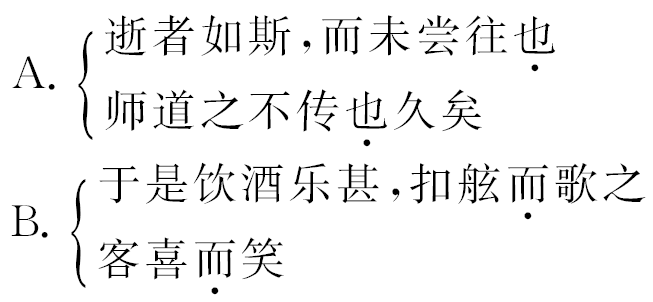 A.
逝者如斯,而未尝往也
师道之不传也久矣
B.
于是饮酒乐甚,扣舷而歌之
客喜而笑